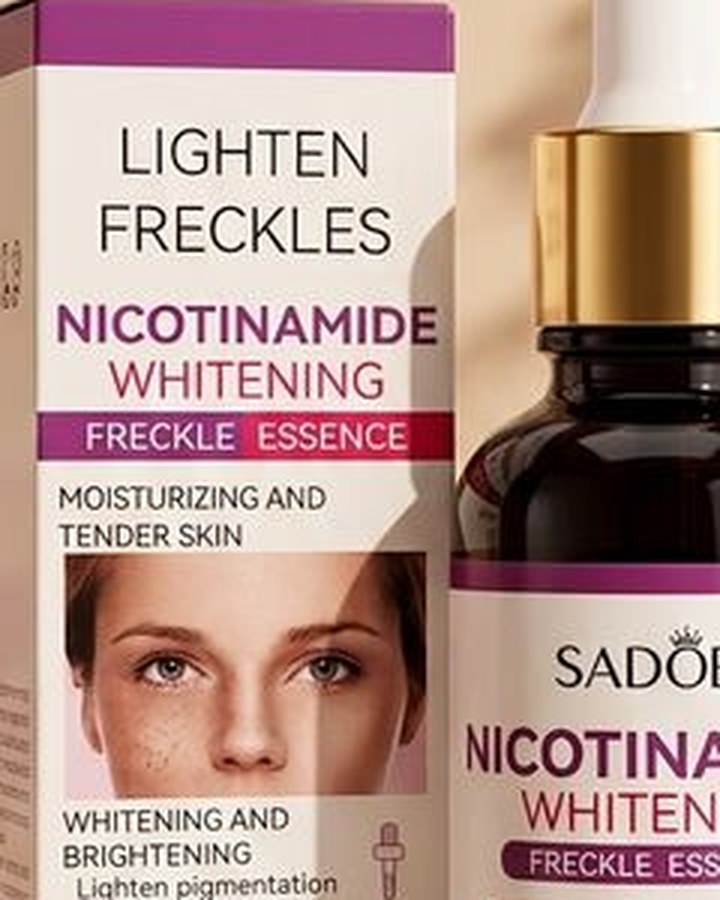 LIGHTEN
FRECKLES
NICOTINAMIDE
WHITENING
FRECKLE ESSENCE
MOISTURIZING AND
TENDER SKIN
WHITENING AND
BRIGHTENING
Lighten pigmentation
SADOE
NICOTINA
WHITEN
FRECKLE ESS